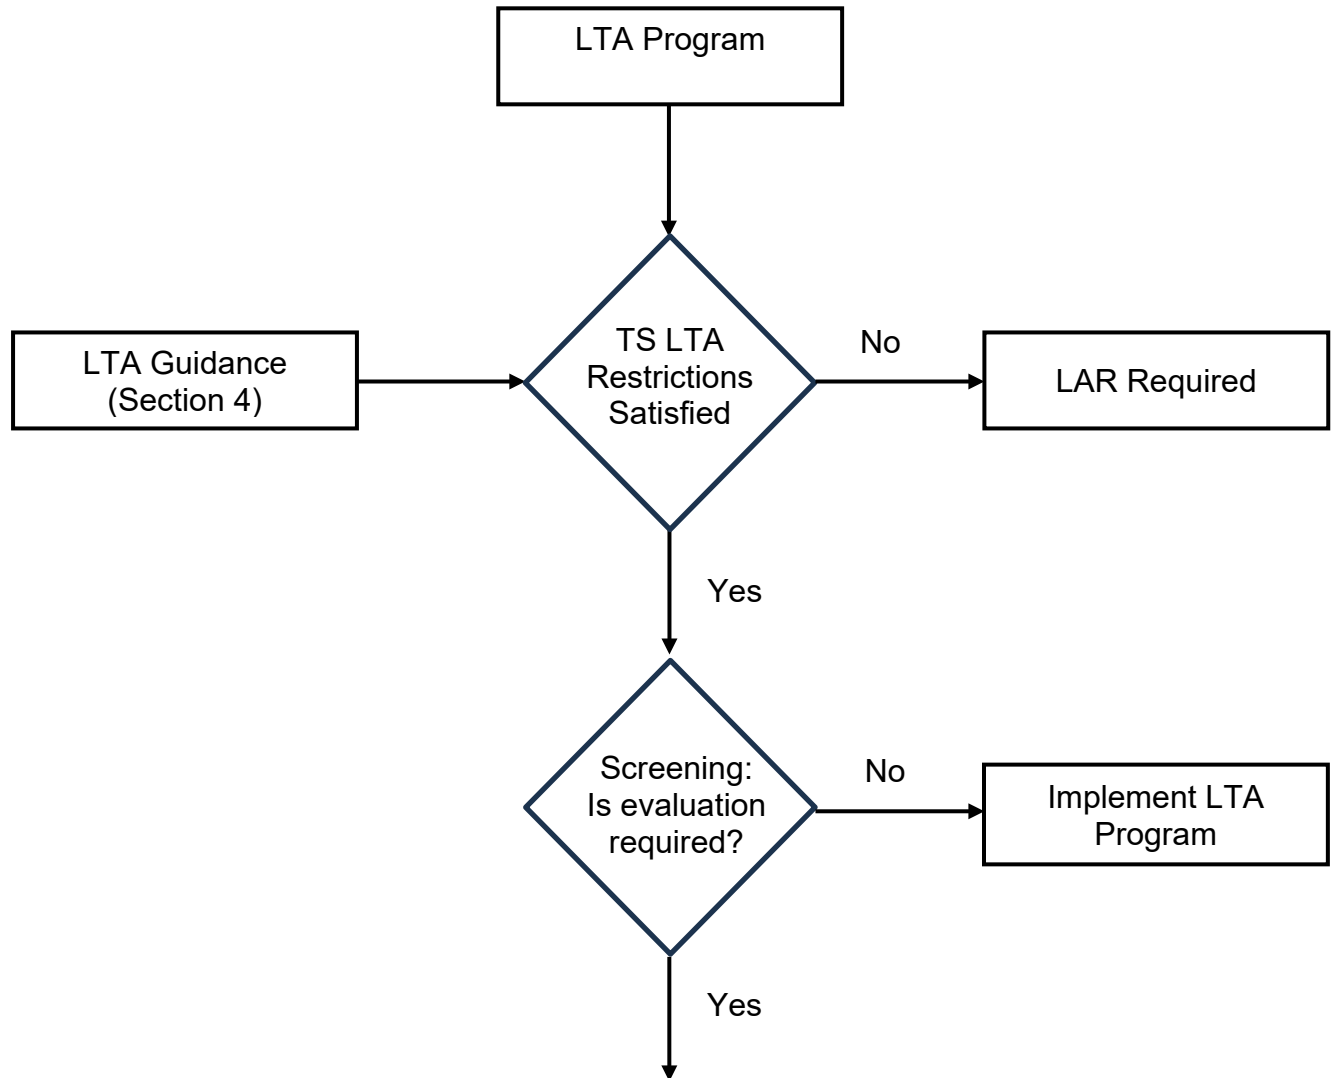 LTA Program
LTA Guidance
(Section 4)
TS LTA
Restrictions
Satisfied
No
LAR Required
Yes
Screening:
Is evaluation
required?
No
Implement LTA
Program
Yes